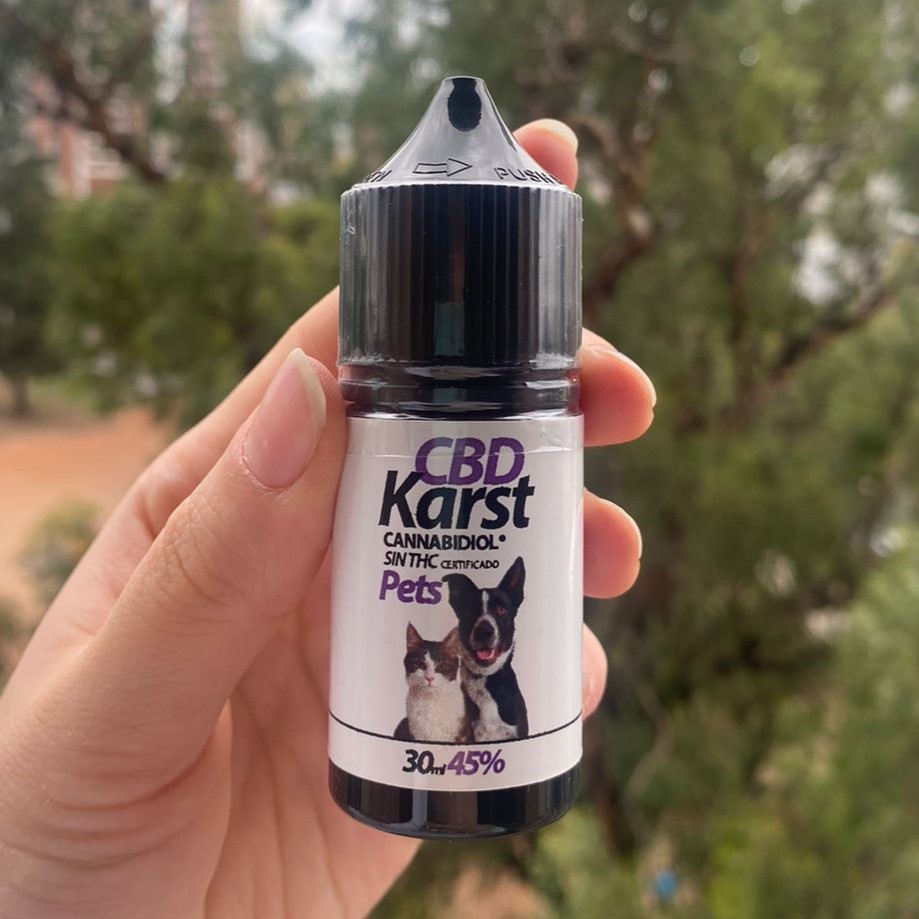 PUSH
CBD
Karst
CANNABIDIOL®
SIN THC CERTIFICADO
Pets
30ml 45%